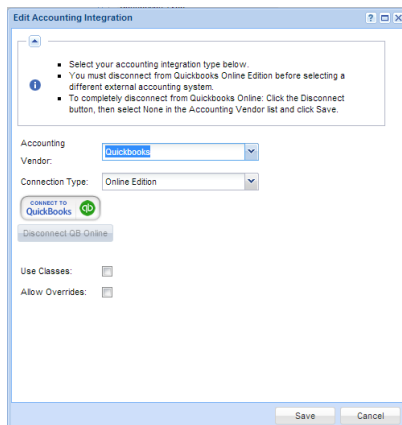 Edit Accounting Integration
Select your accounting integration type below.
You must disconnect from Quickbooks Online Edition before selecting a
different external accounting system.
To completely disconnect from Quickbooks Online: Click the Disconnect
button, then select None in the Accounting Vendor list and click Save.
Accounting
Vendor:
Quickbooks
Connection Type:
Online Edition
CONNECT TO
QuickBooks
qb
Disconnect QB Online
Use Classes:
Allow Overrides:
Save
Cancel